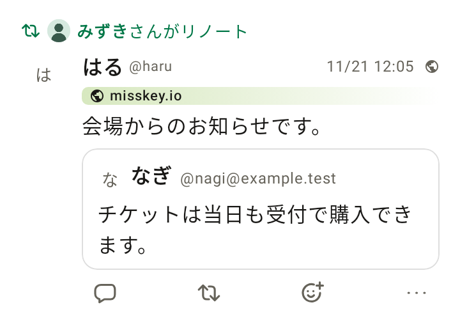 みずきさんがリノート
は はる @haru 11/21 12:05
misskey.io
会場からのお知らせです。
な なぎ @nagi@example.test
チケットは当日も受付で購入でき
ます。